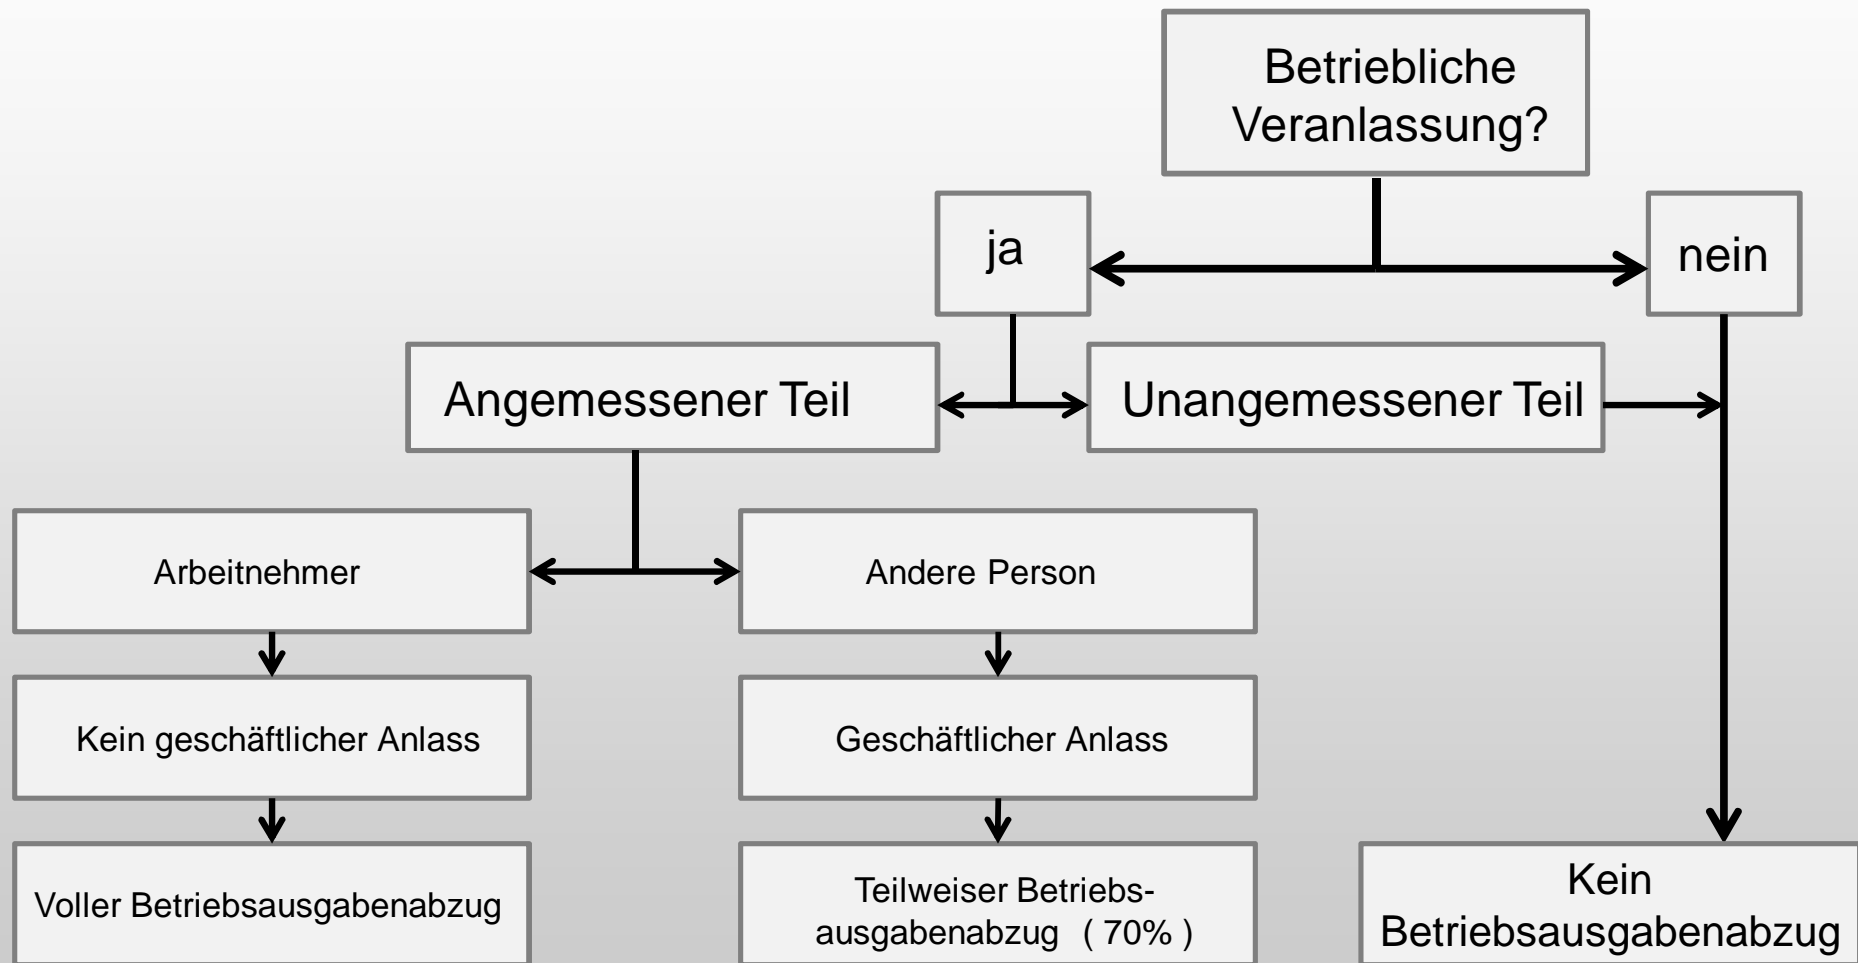 Betriebliche
Veranlassung?
ja
nein
Angemessener Teil
Unangemessener Teil
Arbeitnehmer
Andere Person
Kein geschäftlicher Anlass
Geschäftlicher Anlass
Voller Betriebsausgabenabzug
Teilweiser Betriebs-
ausgabenabzug ( 70% )
Kein
Betriebsausgabenabzug